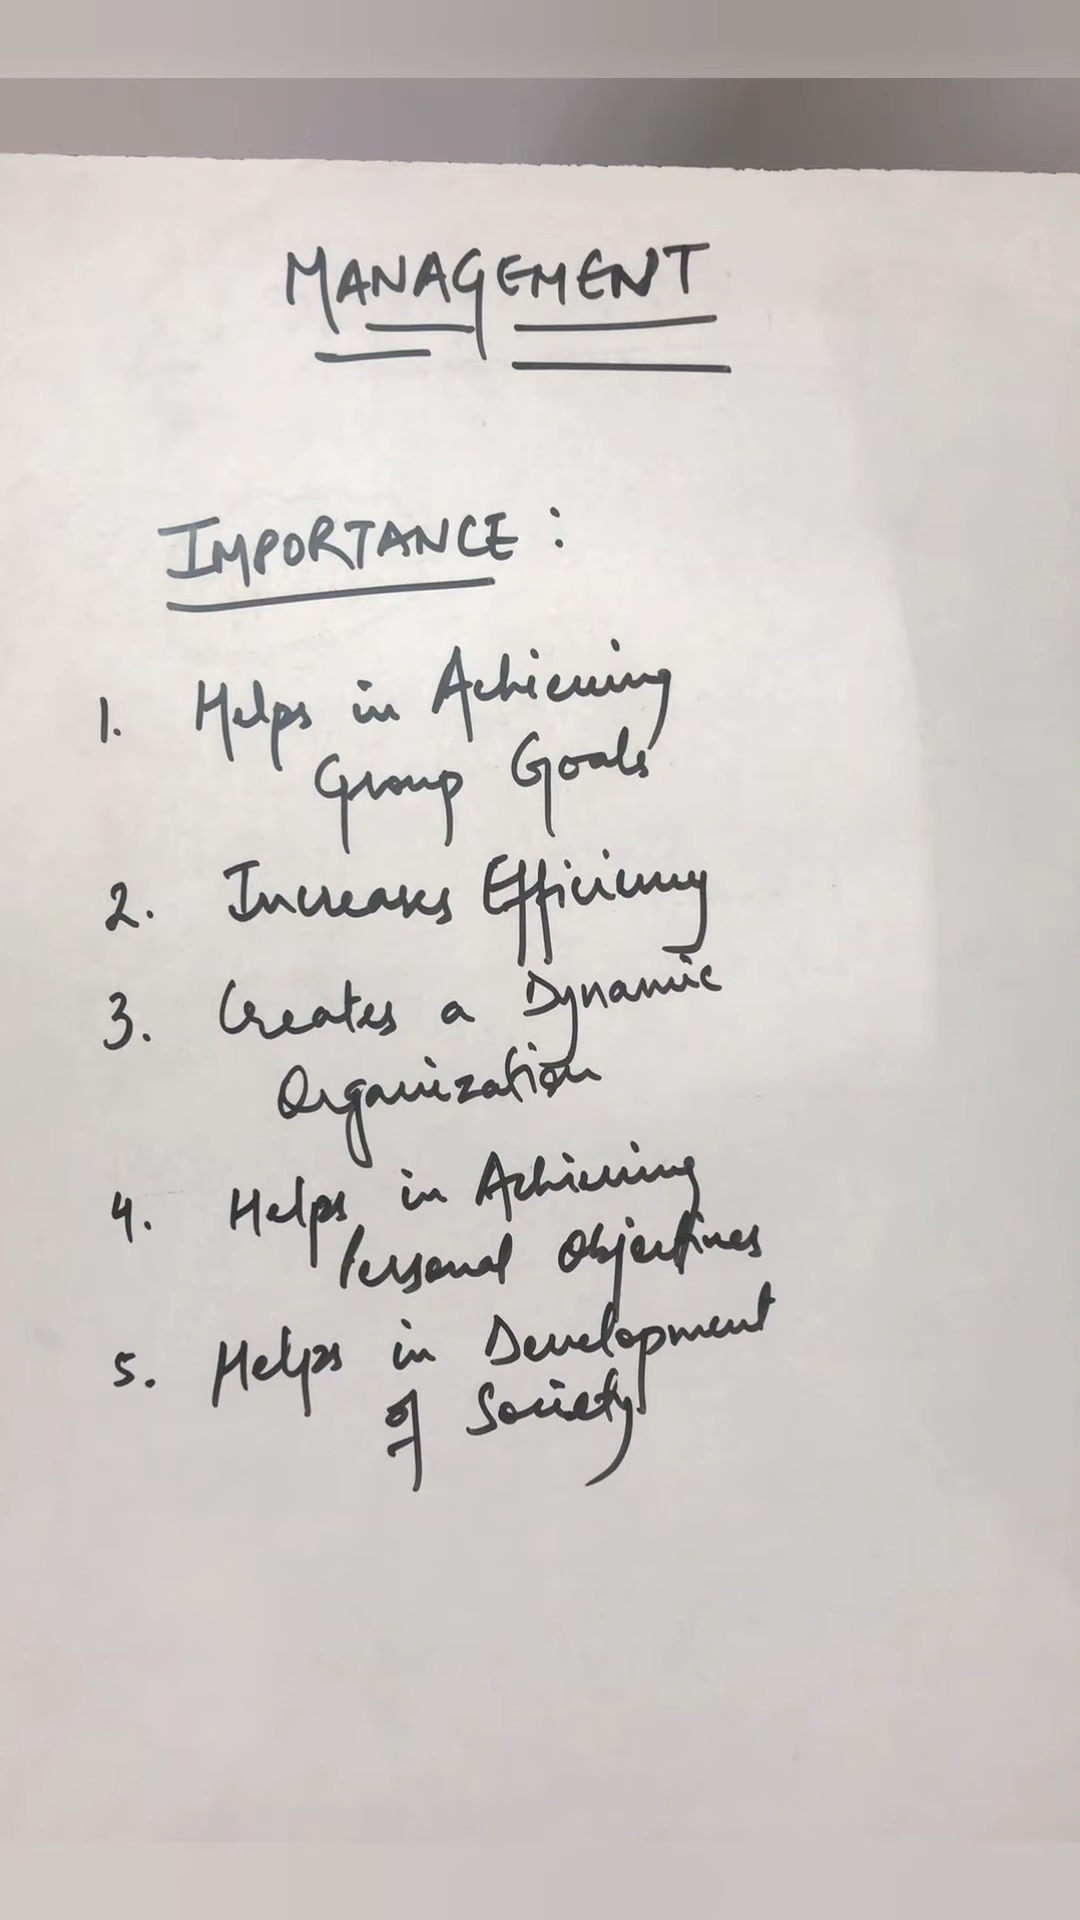 MANAGEMENT
IMPORTANCE :
1. Helps in Achieving
Group Goals
2. Increases Efficiency
3. Creates a Dynamic
Organization
4. Helps in Achieving
Personal Objectives
5. Helps in Development
of Society